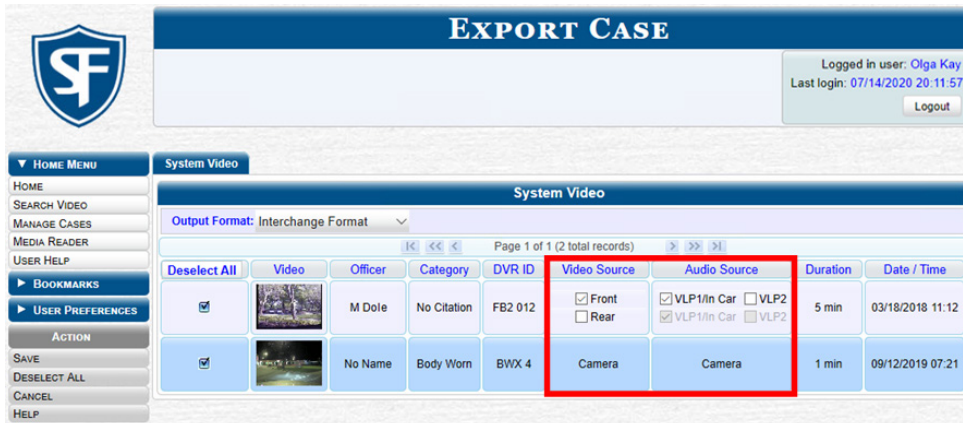 EXPORT CASE
SF
Logged in user: Olga Kay
Last login: 07/14/2020 20:11:57
Logout
HOME MENU
HOME
SEARCH VIDEO
MANAGE CASES
MEDIA READER
USER HELP
BOOKMARKS
USER PREFERENCES
ACTION
SAVE
DESELECT ALL
CANCEL
HELP
System Video
System Video
Output Format: Interchange Format
Page 1 of 1 (2 total records)
Deselect All Video Officer Category DVR ID Video Source Audio Source Duration Date / Time
M Dole No Citation FB2 012 Front VLP1/In Car VLP2 5 min 03/18/2018 11:12
Rear VLP1/In Car VLP2
No Name Body Worn BWX 4 Camera Camera 1 min 09/12/2019 07:21